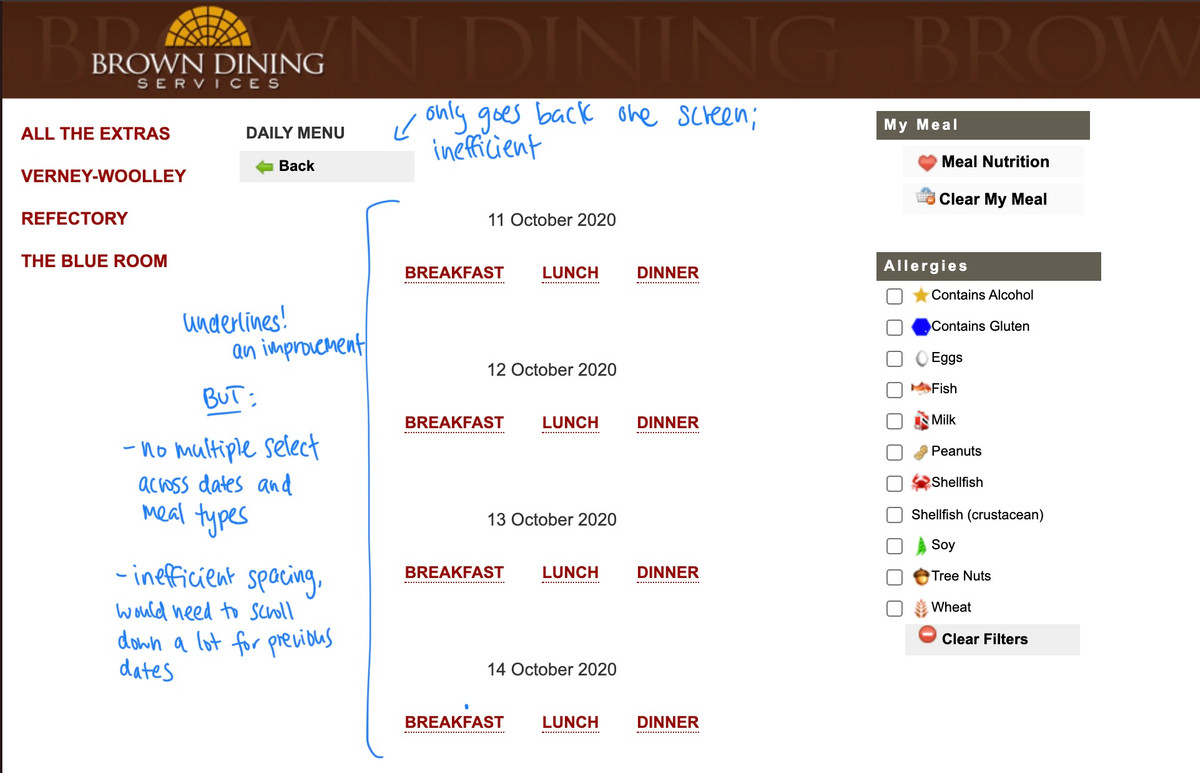 BROWN DINING BROWN
BROWN DINING
SERVICES
only goes back one screen;
inefficient
ALL THE EXTRAS
VERNEY-WOOLLEY
REFECTORY
THE BLUE ROOM
DAILY MENU
Back
underlines!
an improvement
BUT:
- no multiple select
across dates and
meal types
- inefficient spacing,
would need to scroll
down a lot for previous
dates
11 October 2020
BREAKFAST LUNCH DINNER
12 October 2020
BREAKFAST LUNCH DINNER
13 October 2020
BREAKFAST LUNCH DINNER
14 October 2020
BREAKFAST LUNCH DINNER
My Meal
Meal Nutrition
Clear My Meal
Allergies
Contains Alcohol
Contains Gluten
Eggs
Fish
Milk
Peanuts
Shellfish
Shellfish (crustacean)
Soy
Tree Nuts
Wheat
Clear Filters